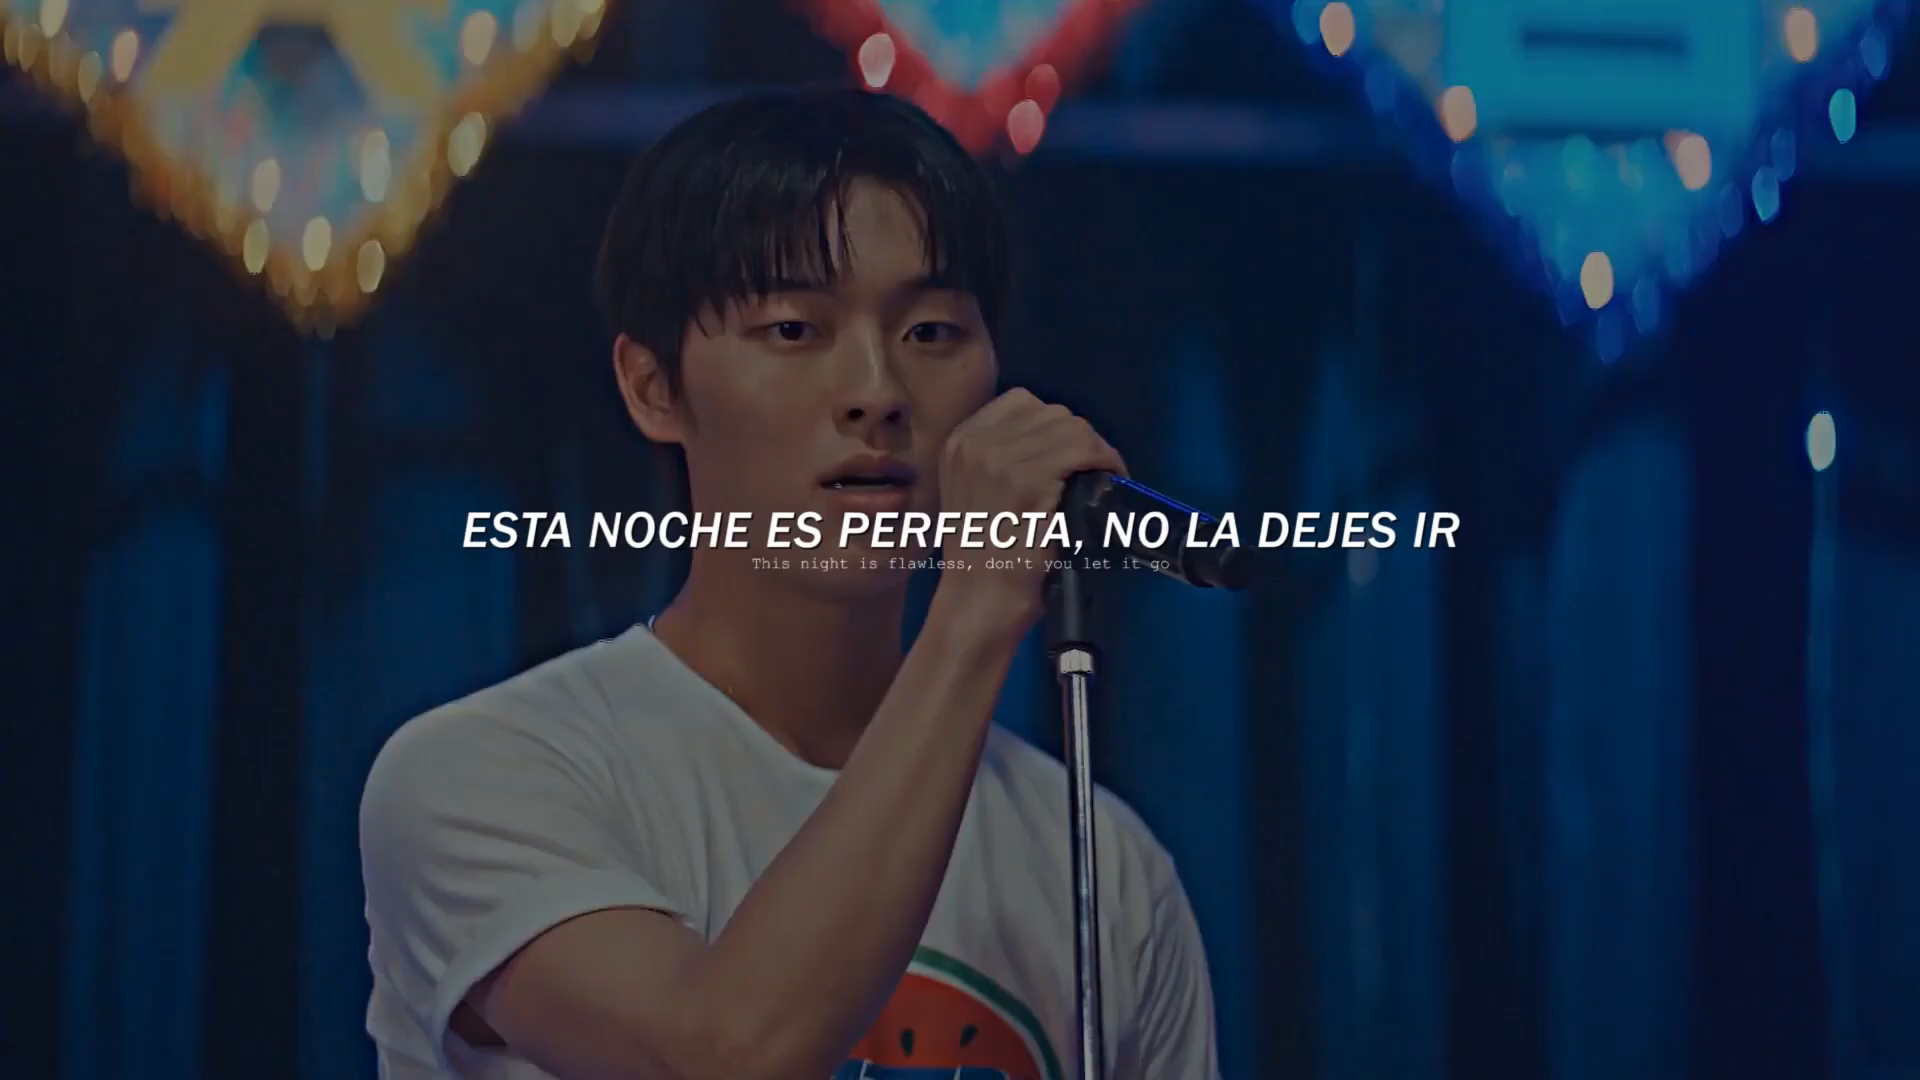 ESTA NOCHE ES PERFECTA, NO LA DEJES IR
This night is flawless, don't you let it go